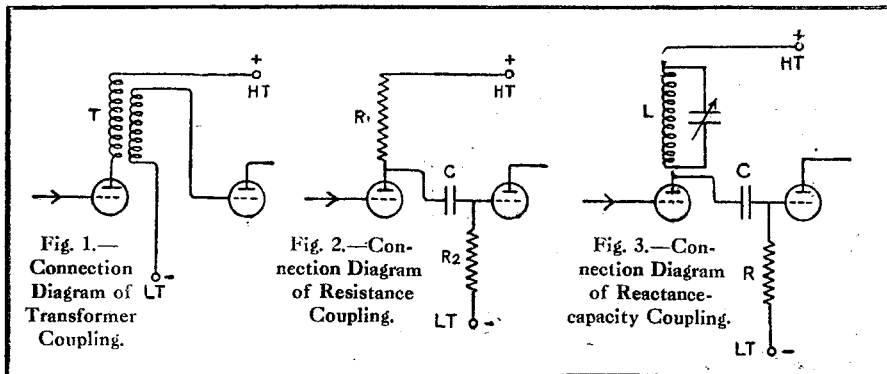 +
HT
T
LT -
Fig. 1.—
Connection
Diagram of
Transformer
Coupling.
+
HT
R1
C
R2
LT -
Fig. 2.—Con-
nection Diagram
of Resistance
Coupling.
+
HT
L
C
R
LT -
Fig. 3.—Con-
nection Diagram
of Reactance-
capacity Coupling.